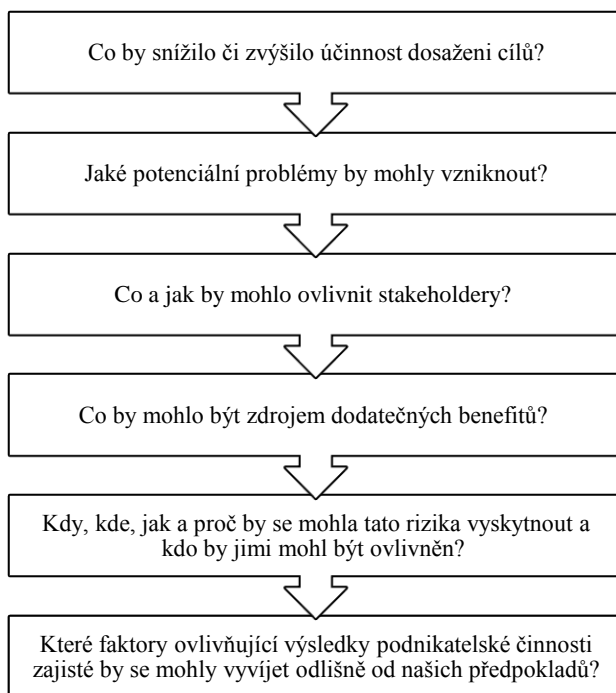 Co by snížilo či zvýšilo účinnost dosaženi cílů?
Jaké potenciální problémy by mohly vzniknout?
Co a jak by mohlo ovlivnit stakeholdery?
Co by mohlo být zdrojem dodatečných benefitů?
Kdy, kde, jak a proč by se mohla tato rizika vyskytnout a
kdo by jimi mohl být ovlivněn?
Které faktory ovlivňující výsledky podnikatelské činnosti
zajisté by se mohly vyvíjet odlišně od našich předpokladů?